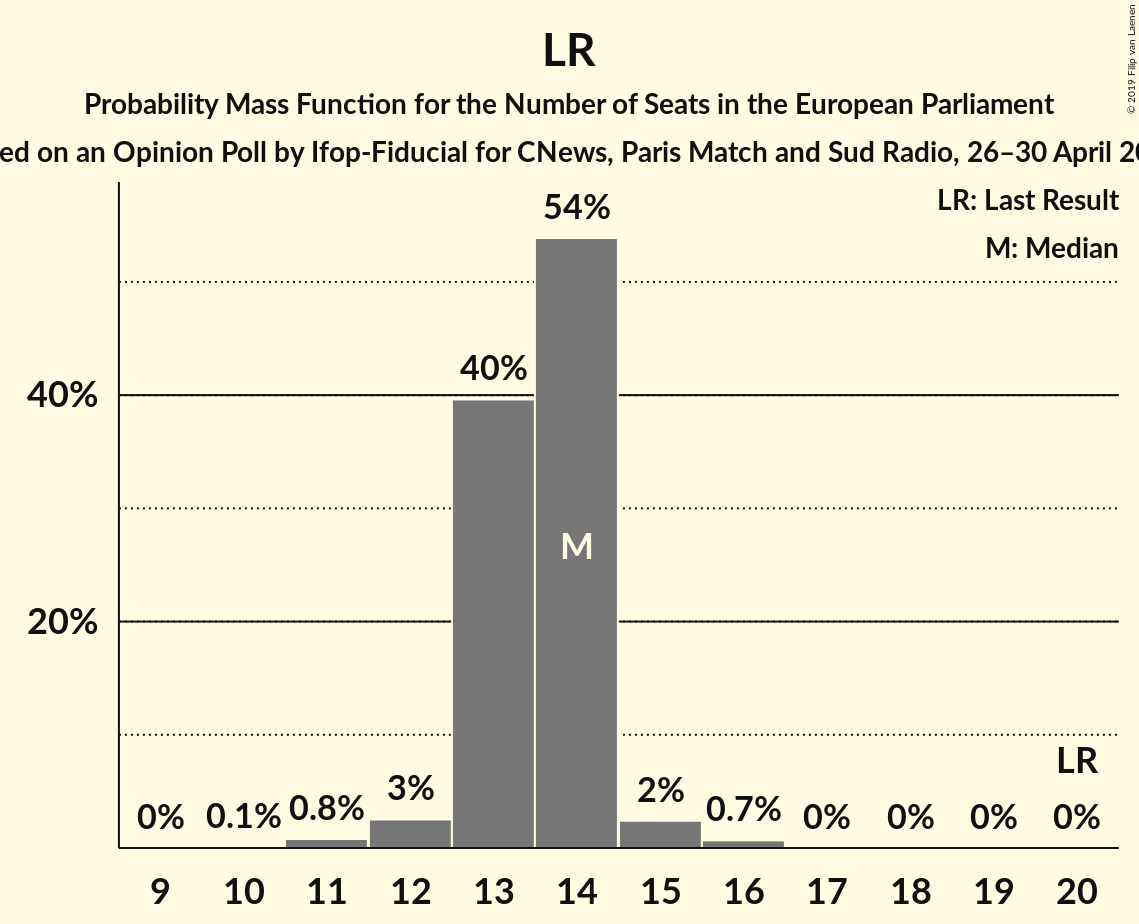 LR
Probability Mass Function for the Number of Seats in the European Parliament
ed on an Opinion Poll by Ifop-Fiducial for CNews, Paris Match and Sud Radio, 26–30 April 20
© 2019 Filip van Laenen
LR: Last Result
M: Median
54%
40%
40%
M
20%
LR
0% 0.1% 0.8% 3% 2% 0.7% 0% 0% 0% 0%
9 10 11 12 13 14 15 16 17 18 19 20